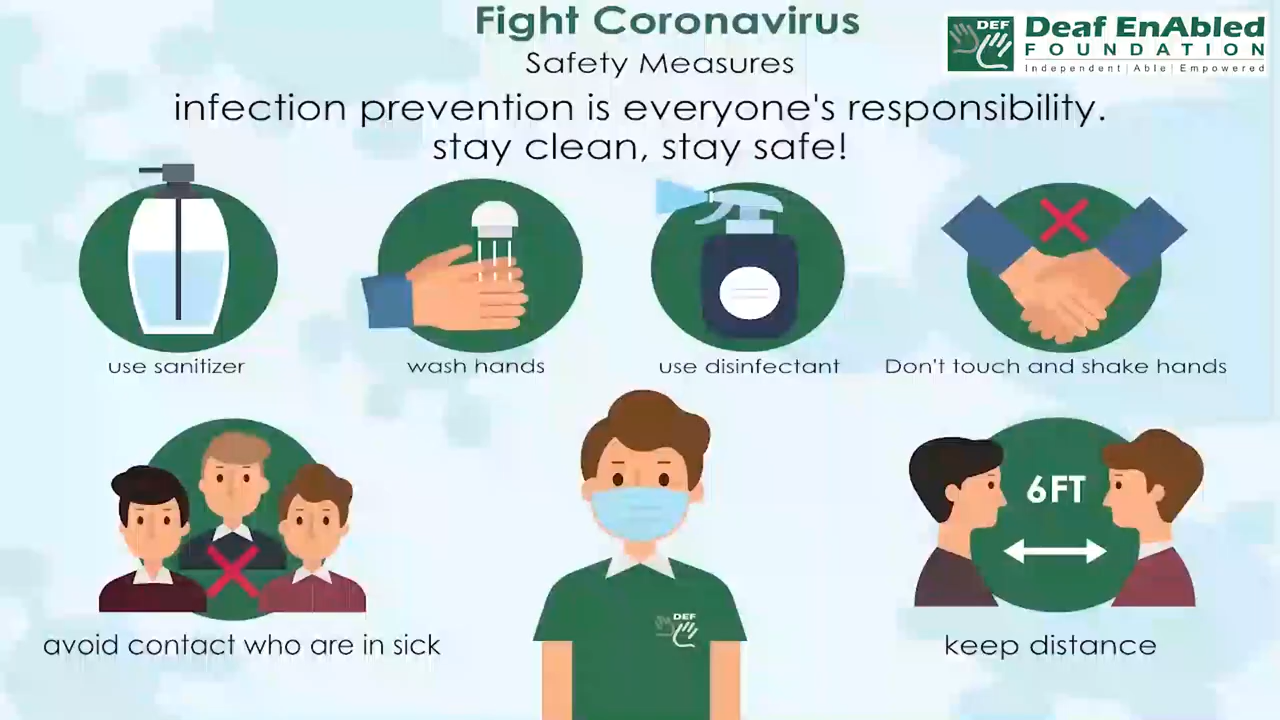 Fight Coronavirus
Safety Measures
DEF
Deaf EnAbled
FOUNDATION
Independent | Able | Empowered
infection prevention is everyone's responsibility.
stay clean, stay safe!
use sanitizer
wash hands
use disinfectant
Don't touch and shake hands
6FT
DEF
avoid contact who are in sick
keep distance